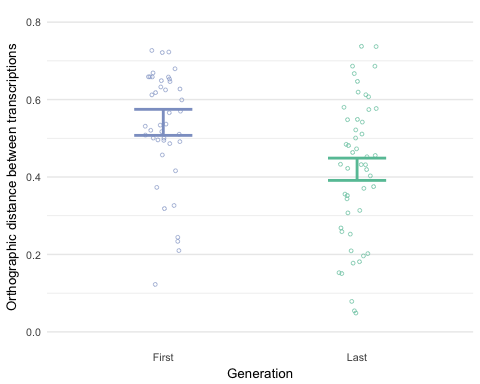 Orthographic distance between transcriptions
0.8
0.6
0.4
0.2
0.0
First
Last
Generation